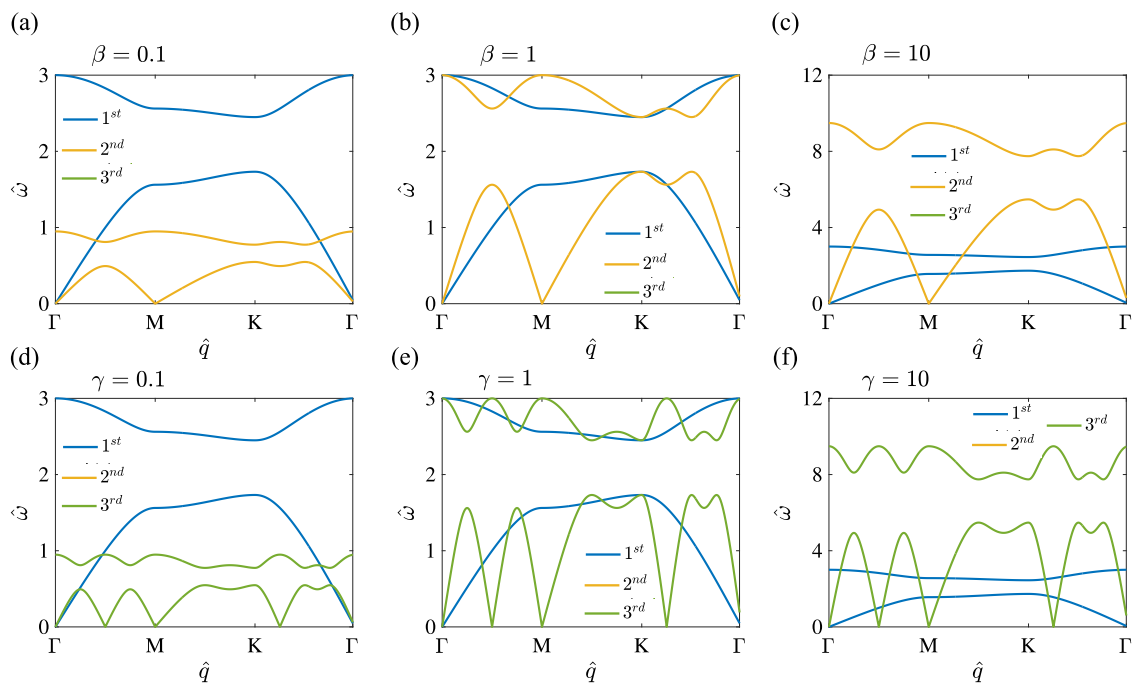 (a)
β = 0.1
3
2
1
0
ω̂
1st
2nd
3rd
Γ M K Γ
q̂
(b)
β = 1
3
2
1
0
ω̂
1st
2nd
3rd
Γ M K Γ
q̂
(c)
β = 10
12
8
4
0
ω̂
1st
2nd
3rd
Γ M K Γ
q̂
(d)
γ = 0.1
3
2
1
0
ω̂
1st
2nd
3rd
Γ M K Γ
q̂
(e)
γ = 1
3
2
1
0
ω̂
1st
2nd
3rd
Γ M K Γ
q̂
(f)
γ = 10
12
8
4
0
ω̂
1st
2nd
3rd
Γ M K Γ
q̂